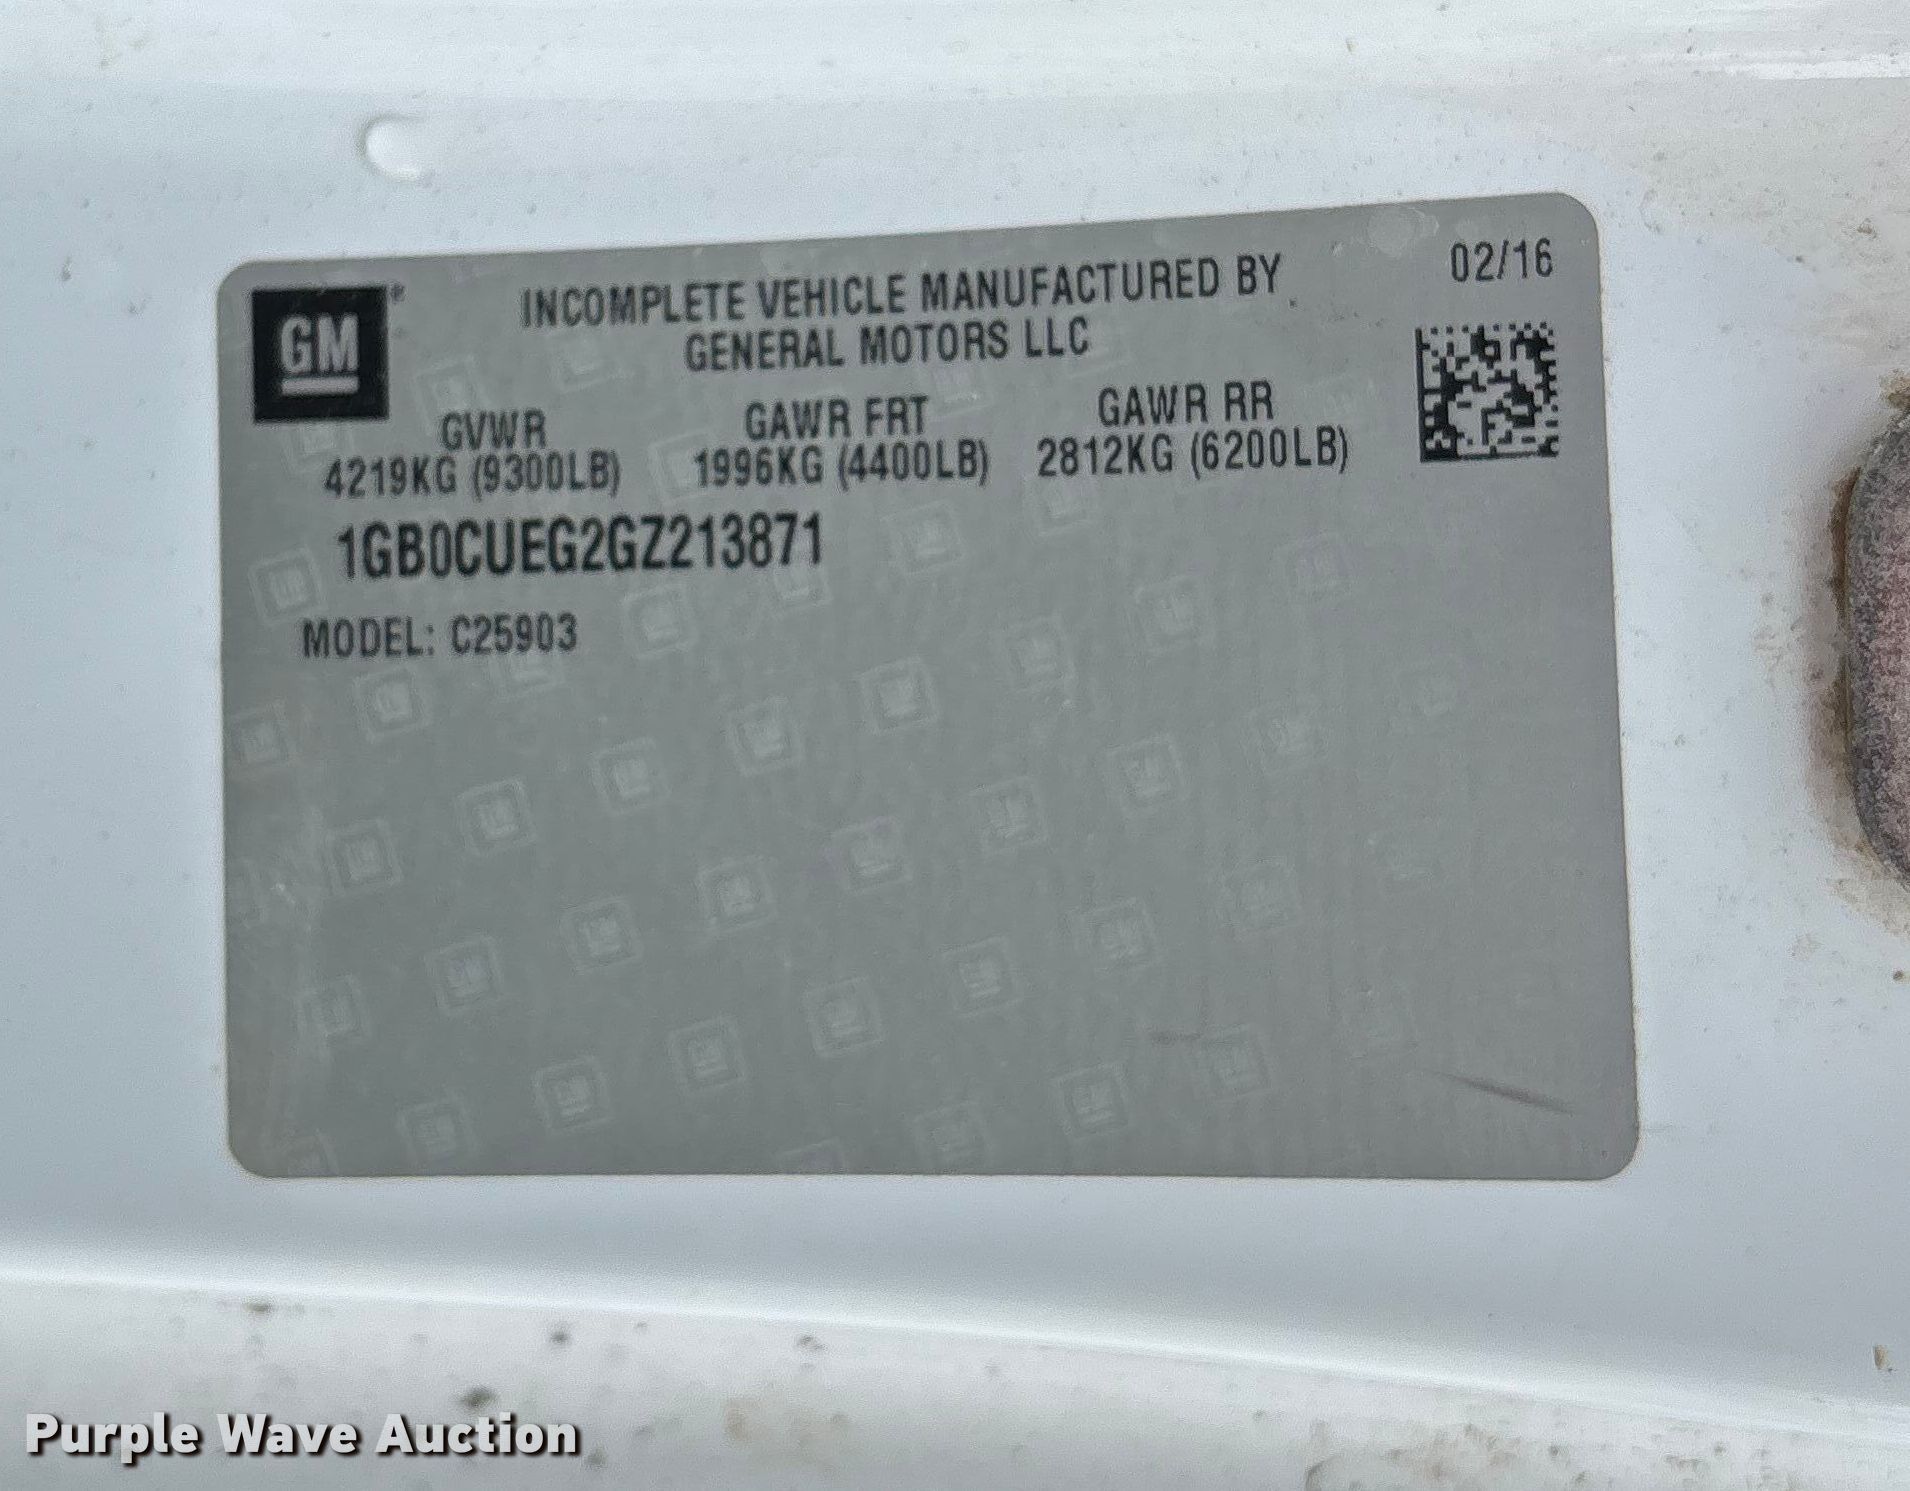 GM®
INCOMPLETE VEHICLE MANUFACTURED BY
GENERAL MOTORS LLC
02/16
GVWR
4219KG (9300LB)
GAWR FRT
1996KG (4400LB)
GAWR RR
2812KG (6200LB)
1GB0CUEG2GZ213871
MODEL: C25903
Purple Wave Auction